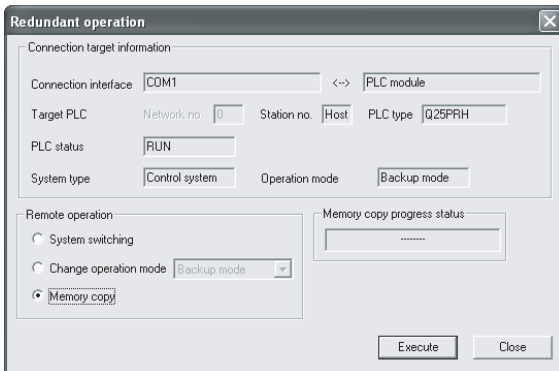 Redundant operation
Connection target information
Connection interface COM1 <--> PLC module
Target PLC Network no. 0 Station no. Host PLC type Q25PRH
PLC status RUN
System type Control system Operation mode Backup mode
Remote operation
System switching
Change operation mode Backup mode
Memory copy
Memory copy progress status
--------
Execute Close